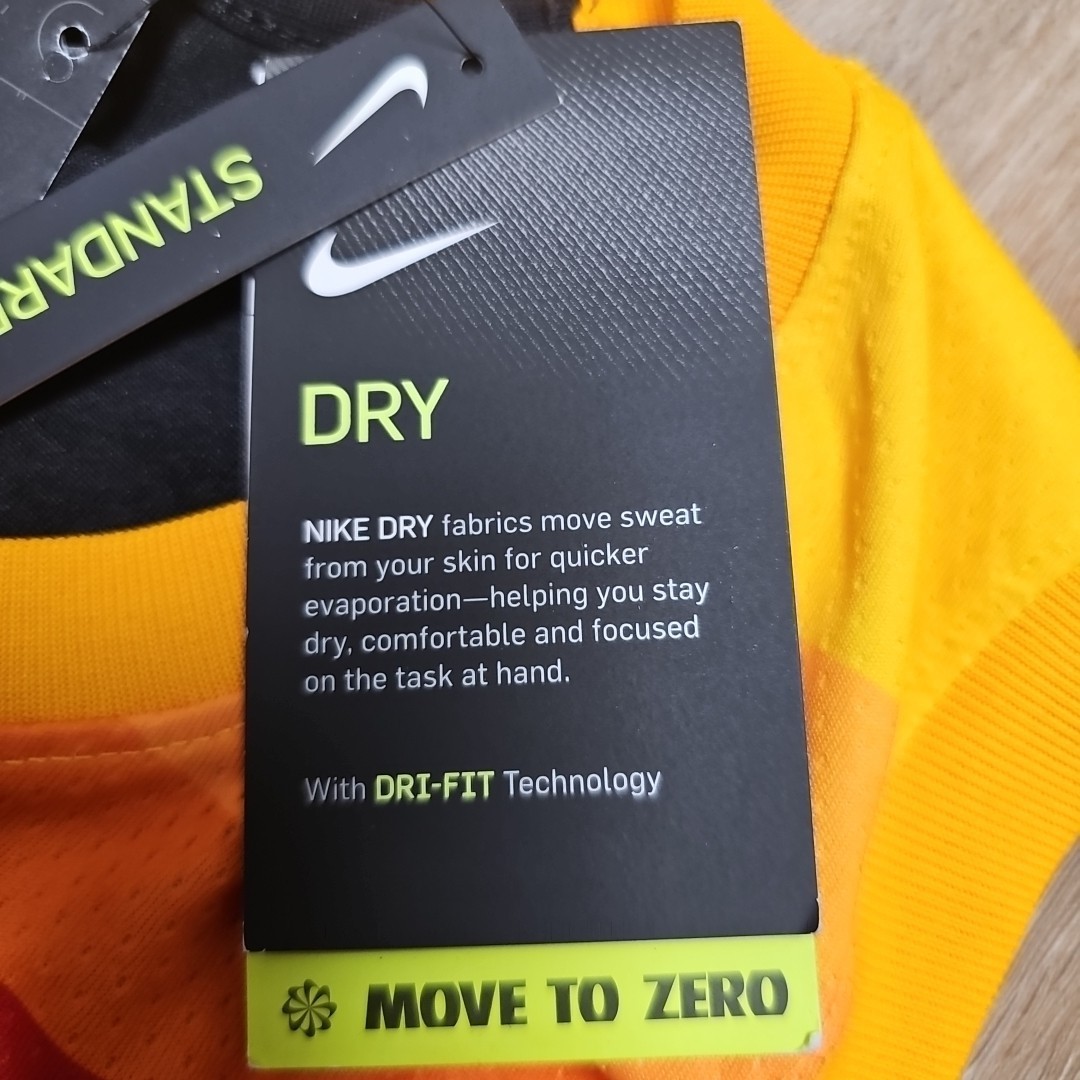 STANDARD
DRY
NIKE DRY fabrics move sweat
from your skin for quicker
evaporation—helping you stay
dry, comfortable and focused
on the task at hand.
With DRI-FIT Technology
MOVE TO ZERO